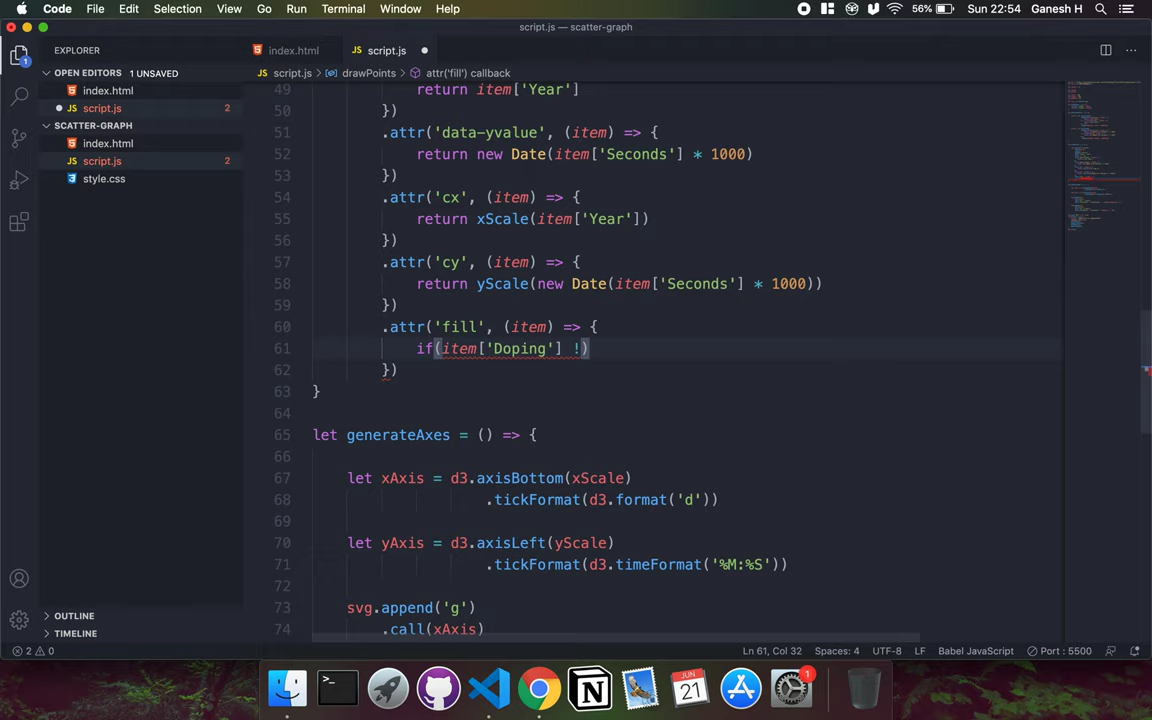 Code File Edit Selection View Go Run Terminal Window Help 56% Sun 22:54 Ganesh H
script.js — scatter-graph
EXPLORER
index.html
JS script.js
OPEN EDITORS 1 UNSAVED
JS script.js > drawPoints > attr('fill') callback
index.html
JS script.js 2
SCATTER-GRAPH
index.html
JS script.js 2
style.css
49 return item['Year']
50 })
51 .attr('data-yvalue', (item) => {
52 return new Date(item['Seconds'] * 1000)
53 })
54 .attr('cx', (item) => {
55 return xScale(item['Year'])
56 })
57 .attr('cy', (item) => {
58 return yScale(new Date(item['Seconds'] * 1000))
59 })
60 .attr('fill', (item) => {
61 if(item['Doping'] !)
62 })
63 }
64
65 let generateAxes = () => {
66
67 let xAxis = d3.axisBottom(xScale)
68 .tickFormat(d3.format('d'))
69
70 let yAxis = d3.axisLeft(yScale)
71 .tickFormat(d3.timeFormat('%M:%S'))
72
73 svg.append('g')
74 .call(xAxis)
OUTLINE
TIMELINE
2 0 Ln 61, Col 32 Spaces: 4 UTF-8 LF Babel JavaScript Port : 5500
1
JUN
21
1